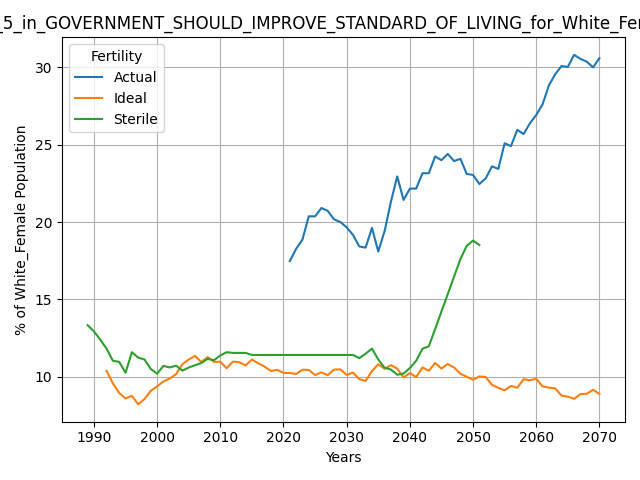 _5_in_GOVERNMENT_SHOULD_IMPROVE_STANDARD_OF_LIVING_for_White_Fe
Fertility
Actual
Ideal
Sterile
30
25
20
15
10
% of White_Female Population
1990 2000 2010 2020 2030 2040 2050 2060 2070
Years